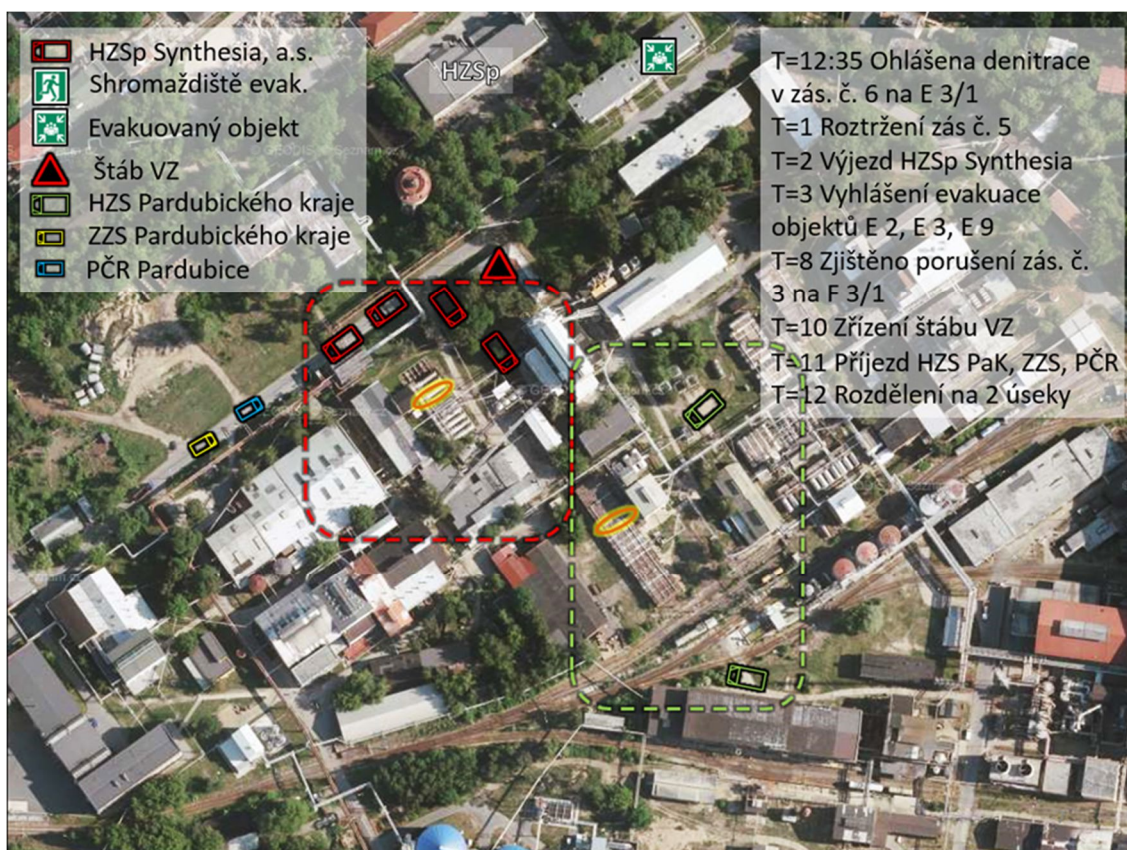 HZSp Synthesia, a.s.
Shromaždiště evak.
Evakuovaný objekt
Štáb VZ
HZS Pardubického kraje
ZZS Pardubického kraje
PČR Pardubice
HZSp
T=12:35 Ohlášena denitrace
v zás. č. 6 na E 3/1
T=1 Roztržení zás č. 5
T=2 Výjezd HZSp Synthesia
T=3 Vyhlášení evakuace
objektů E 2, E 3, E 9
T=8 Zjištěno porušení zás. č.
3 na F 3/1
T=10 Zřízení štábu VZ
T=11 Příjezd HZS PaK, ZZS, PČR
T=12 Rozdělení na 2 úseky